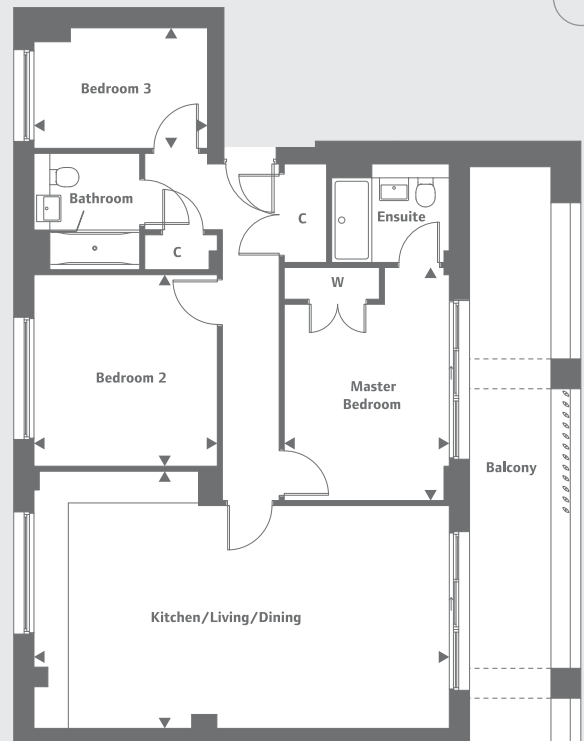 Bedroom 3
Bathroom
C
C
Ensuite
W
Bedroom 2
Master
Bedroom
Balcony
Kitchen/Living/Dining